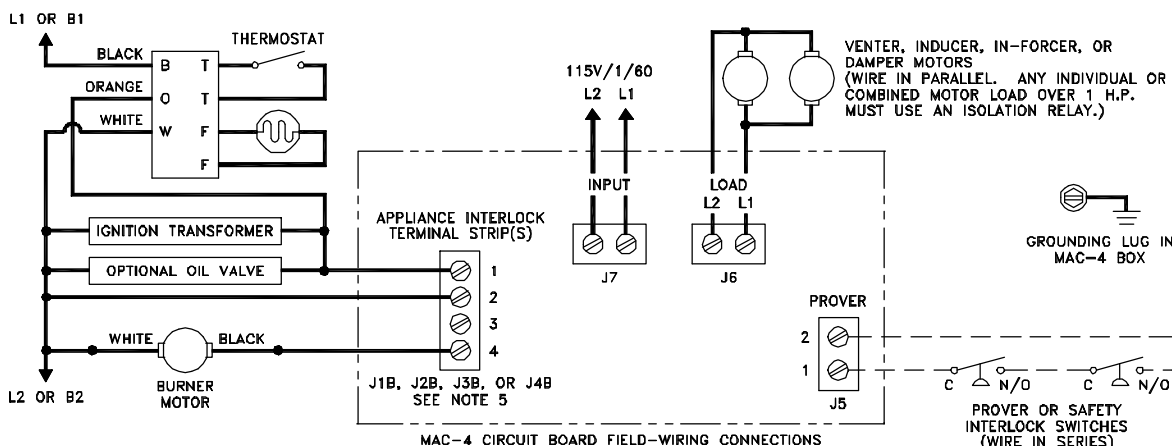 L1 OR B1
BLACK
ORANGE
WHITE
B T
O T
W F
F
THERMOSTAT
IGNITION TRANSFORMER
OPTIONAL OIL VALVE
WHITE
BLACK
BURNER
MOTOR
L2 OR B2
APPLIANCE INTERLOCK
TERMINAL STRIP(S)
1
2
3
4
J1B, J2B, J3B, OR J4B
SEE NOTE 5
115V/1/60
L2 L1
INPUT
J7
LOAD
L2 L1
J6
VENTER, INDUCER, IN-FORCER, OR
DAMPER MOTORS
(WIRE IN PARALLEL. ANY INDIVIDUAL OR
COMBINED MOTOR LOAD OVER 1 H.P.
MUST USE AN ISOLATION RELAY.)
GROUNDING LUG IN
MAC-4 BOX
PROVER
2
1
J5
C N/O
C N/O
PROVER OR SAFETY
INTERLOCK SWITCHES
(WIRE IN SERIES)
MAC-4 CIRCUIT BOARD FIELD-WIRING CONNECTIONS